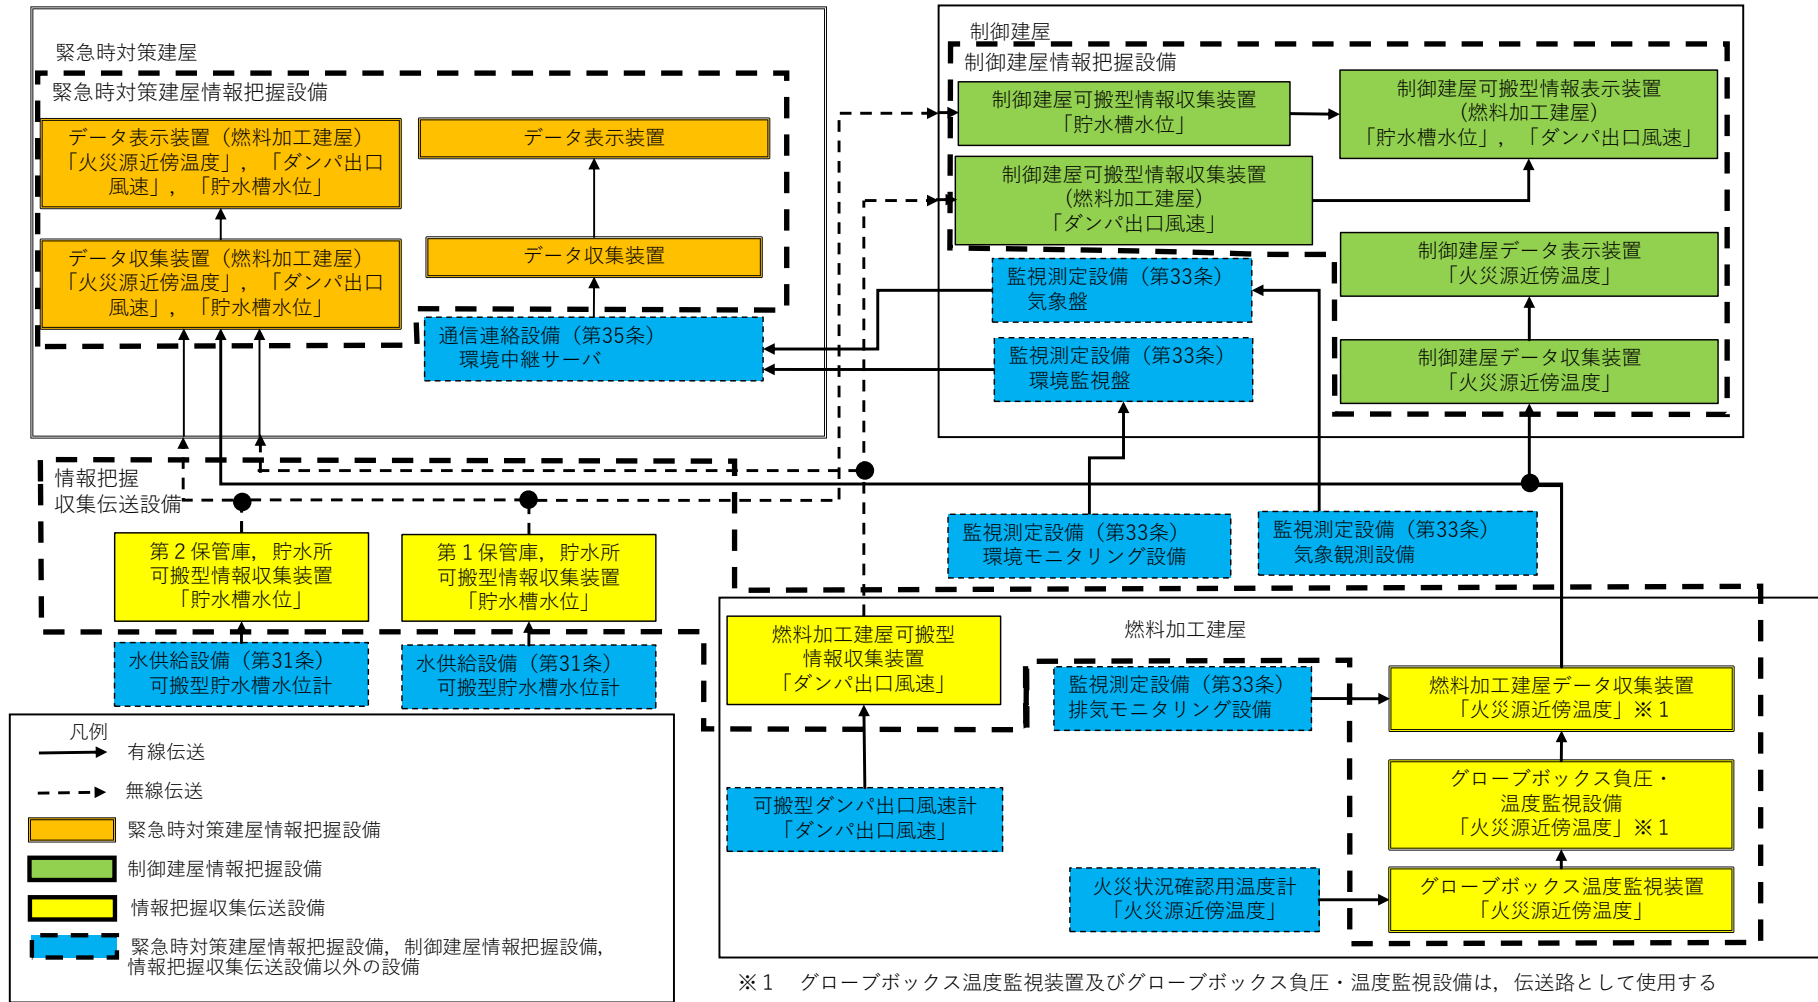 緊急時対策建屋
緊急時対策建屋情報把握設備
データ表示装置（燃料加工建屋）
「火災源近傍温度」，「ダンパ出口
風速」，「貯水槽水位」
データ表示装置
データ収集装置（燃料加工建屋）
「火災源近傍温度」，「ダンパ出口
風速」，「貯水槽水位」
データ収集装置
通信連絡設備（第35条）
環境中継サーバ
制御建屋
制御建屋情報把握設備
制御建屋可搬型情報収集装置
「貯水槽水位」
制御建屋可搬型情報表示装置
(燃料加工建屋)
「貯水槽水位」，「ダンパ出口風速」
制御建屋可搬型情報収集装置
(燃料加工建屋)
「ダンパ出口風速」
制御建屋データ表示装置
「火災源近傍温度」
監視測定設備（第33条）
気象盤
監視測定設備（第33条）
環境監視盤
制御建屋データ収集装置
「火災源近傍温度」
情報把握
収集伝送設備
第２保管庫，貯水所
可搬型情報収集装置
「貯水槽水位」
第１保管庫，貯水所
可搬型情報収集装置
「貯水槽水位」
監視測定設備（第33条）
環境モニタリング設備
監視測定設備（第33条）
気象観測設備
水供給設備（第31条）
可搬型貯水槽水位計
水供給設備（第31条）
可搬型貯水槽水位計
燃料加工建屋可搬型
情報収集装置
「ダンパ出口風速」
燃料加工建屋
監視測定設備（第33条）
排気モニタリング設備
燃料加工建屋データ収集装置
「火災源近傍温度」※１
グローブボックス負圧・
温度監視設備
「火災源近傍温度」※１
可搬型ダンパ出口風速計
「ダンパ出口風速」
火災状況確認用温度計
「火災源近傍温度」
グローブボックス温度監視装置
「火災源近傍温度」
凡例
有線伝送
無線伝送
緊急時対策建屋情報把握設備
制御建屋情報把握設備
情報把握収集伝送設備
緊急時対策建屋情報把握設備，制御建屋情報把握設備，
情報把握収集伝送設備以外の設備
※１　グローブボックス温度監視装置及びグローブボックス負圧・温度監視設備は，伝送路として使用する